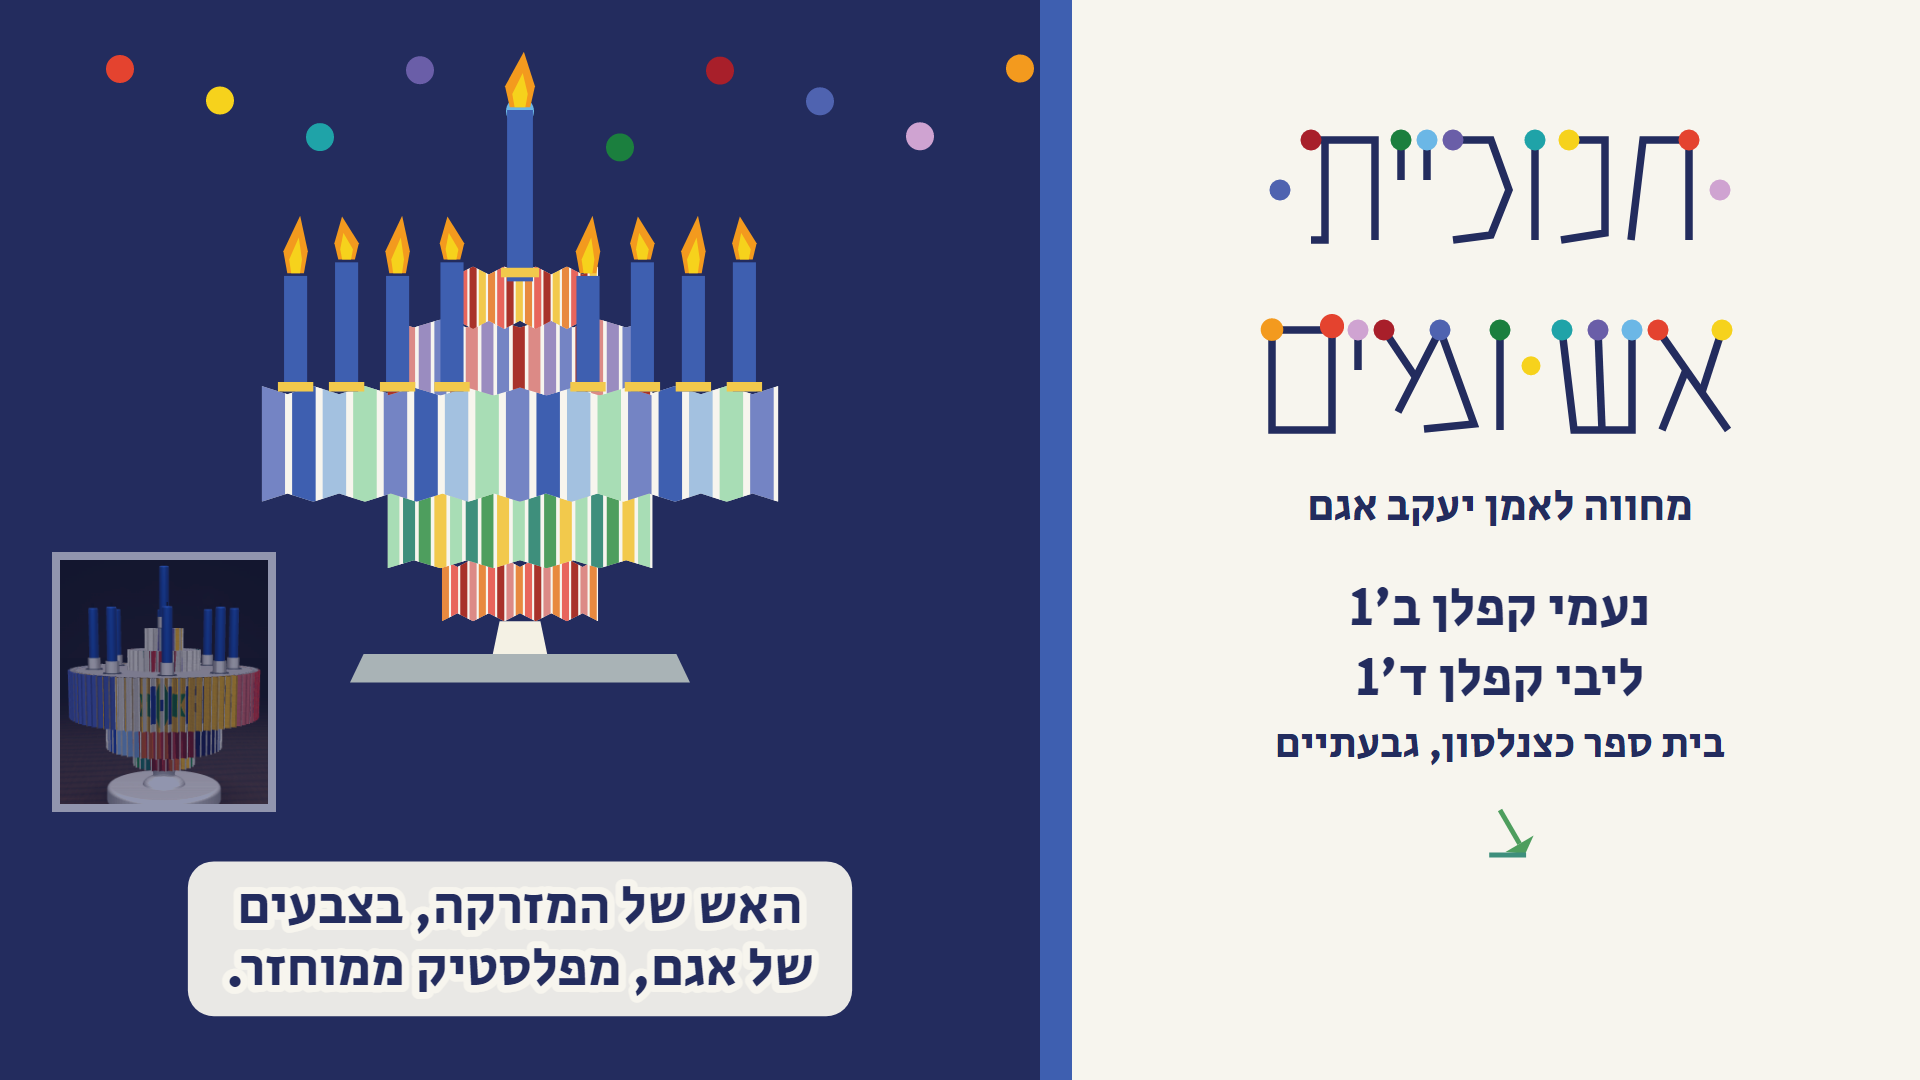 חנוכיית
אש ומים
מחווה לאמן יעקב אגם
נעמי קפלן ב'1
ליבי קפלן ד'1
בית ספר כצנלסון, גבעתיים
האש של המזרקה, בצבעים
של אגם, מפלסטיק ממוחזר.